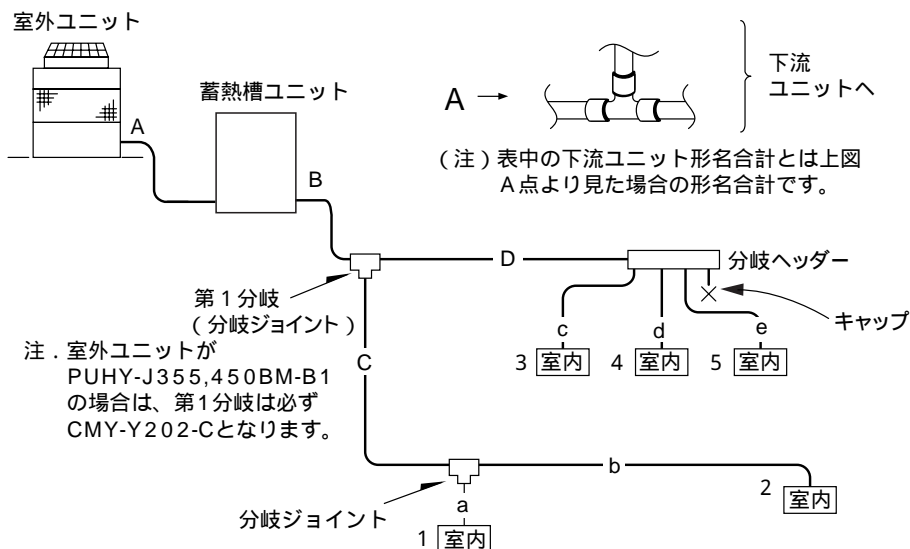 室外ユニット
A
蓄熱槽ユニット
B
A →
下流
ユニットへ
(注)表中の下流ユニット形名合計とは上図
A点より見た場合の形名合計です。
第1分岐
(分岐ジョイント)
D
分岐ヘッダー
キャップ
c
d
e
3 室内
4 室内
5 室内
注.室外ユニットが
PUHY-J355,450BM-B1
の場合は、第1分岐は必ず
CMY-Y202-Cとなります。
C
分岐ジョイント
a
b
1 室内
2 室内